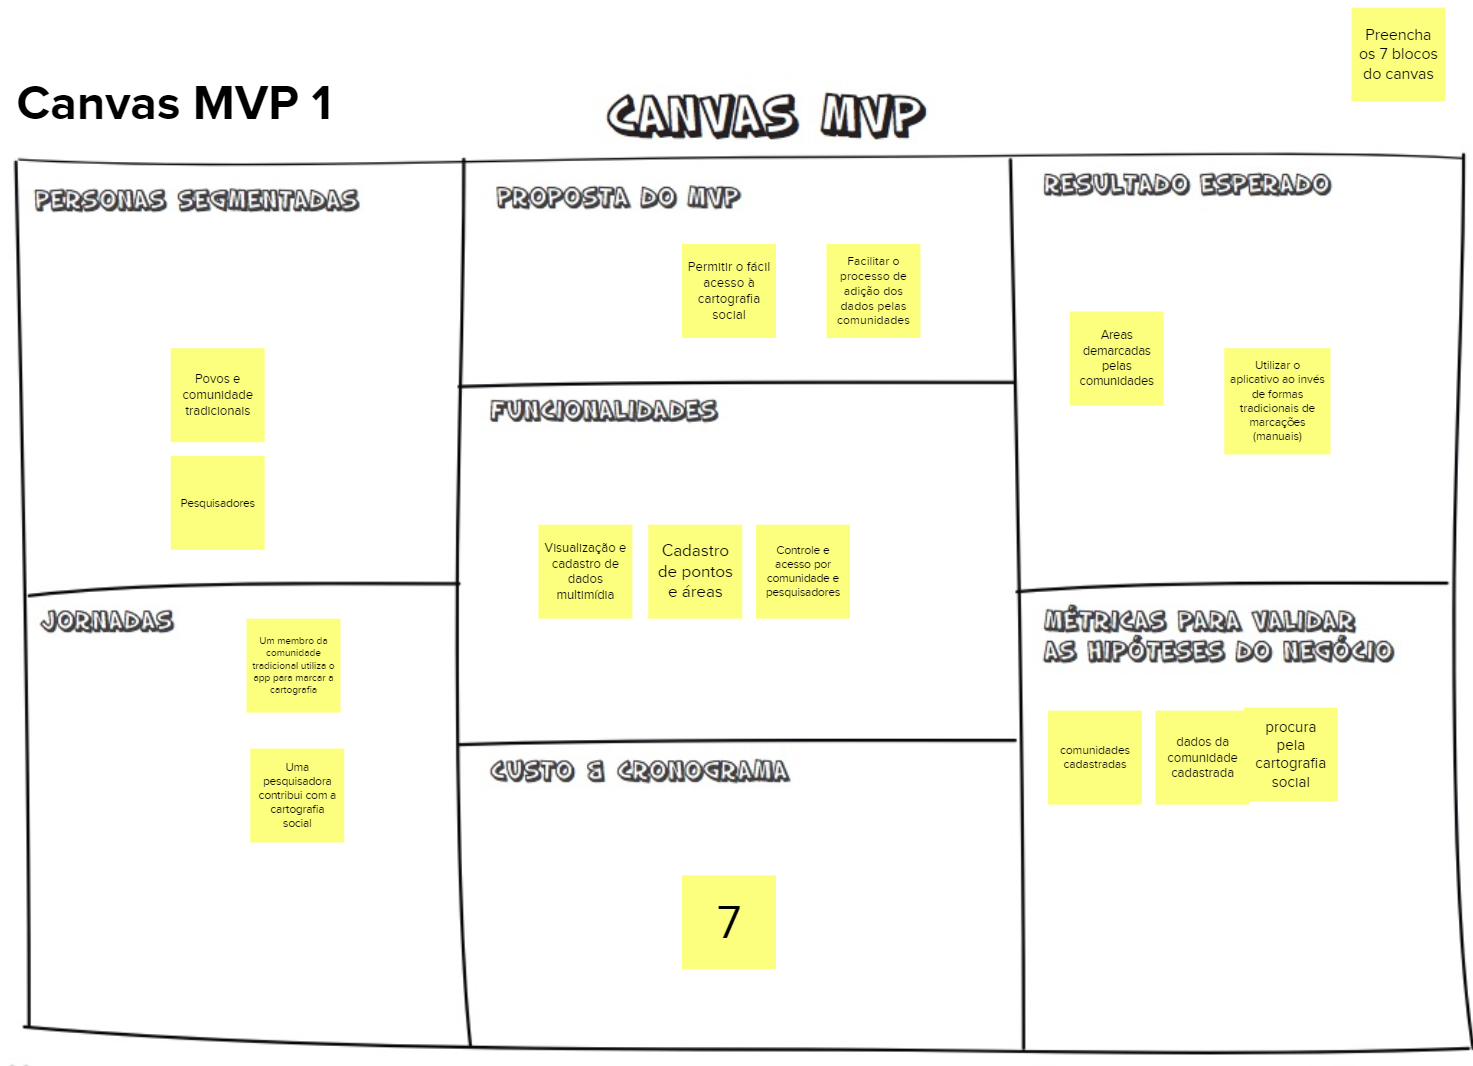 Preencha
os 7 blocos
do canvas
Canvas MVP 1
CANVAS MVP
PERSONAS SEGMENTADAS
Povos e
comunidade
tradicionais
Pesquisadores
JORNADAS
Um membro da
comunidade
tradicional utiliza o
app para marcar a
cartografia
Uma
pesquisadora
contribui com a
cartografia
social
PROPOSTA DO MVP
Permitir o fácil
acesso à
cartografia
social
Facilitar o
processo de
adição dos
dados pelas
comunidades
FUNCIONALIDADES
Visualização e
cadastro de
dados
multimídia
Cadastro
de pontos
e áreas
Controle e
acesso por
comunidade e
pesquisadores
CUSTO & CRONOGRAMA
7
RESULTADO ESPERADO
Areas
demarcadas
pelas
comunidades
Utilizar o
aplicativo ao invés
de formas
tradicionais de
marcações
(manuais)
MÉTRICAS PARA VALIDAR
AS HIPÓTESES DO NEGÓCIO
comunidades
cadastradas
dados da
comunidade
cadastrada
procura
pela
cartografia
social